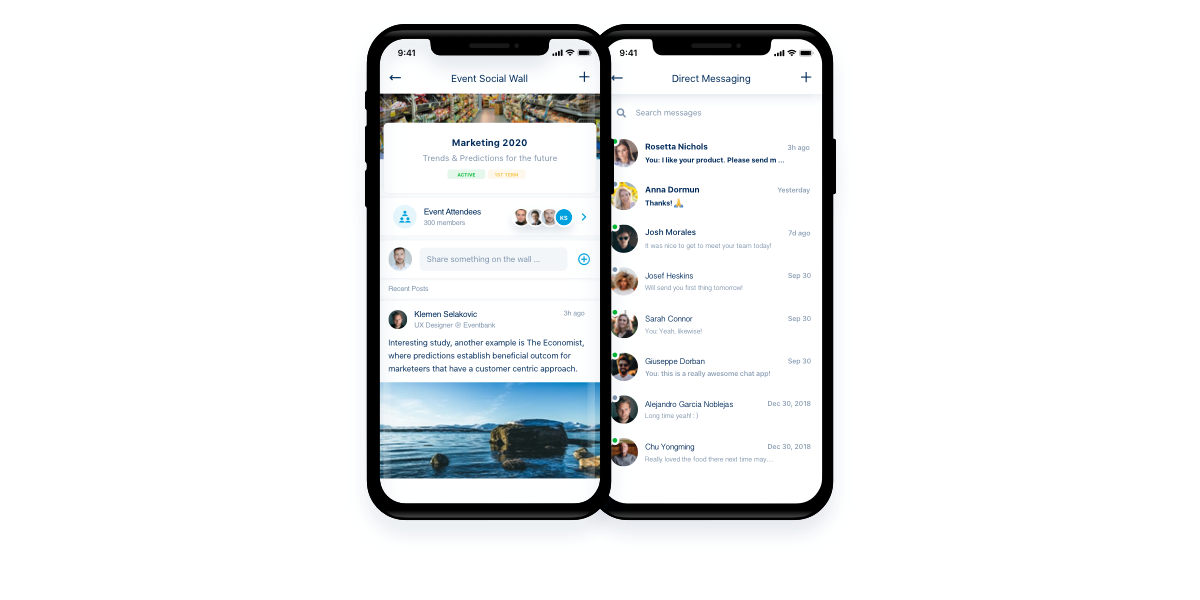 9:41
Event Social Wall
Marketing 2020
Trends & Predictions for the future
ACTIVE
Event Attendees
300 members
KS
Share something on the wall ...
Recent Posts
Klemen Selakovic
3h ago
UX Designer @ Eventbank
Interesting study, another example is The Economist,
where predictions establish beneficial outcom for
marketeers that have a customer centric approach.
9:41
Direct Messaging
Search messages
Rosetta Nichols
3h ago
You: I like your product. Please send m ...
Anna Dormun
Yesterday
Thanks! 🙏
Josh Morales
7d ago
It was nice to get to meet your team today!
Josef Heskins
Sep 30
Will send you first thing tomorrow!
Sarah Connor
Sep 30
You: Yeah, likewise!
Giuseppe Dorban
Sep 30
You: this is a really awesome chat app!
Alejandro Garcia Noblejas
Dec 30, 2018
Long time yeah! : )
Chu Yongming
Dec 30, 2018
Really loved the food there next time may...